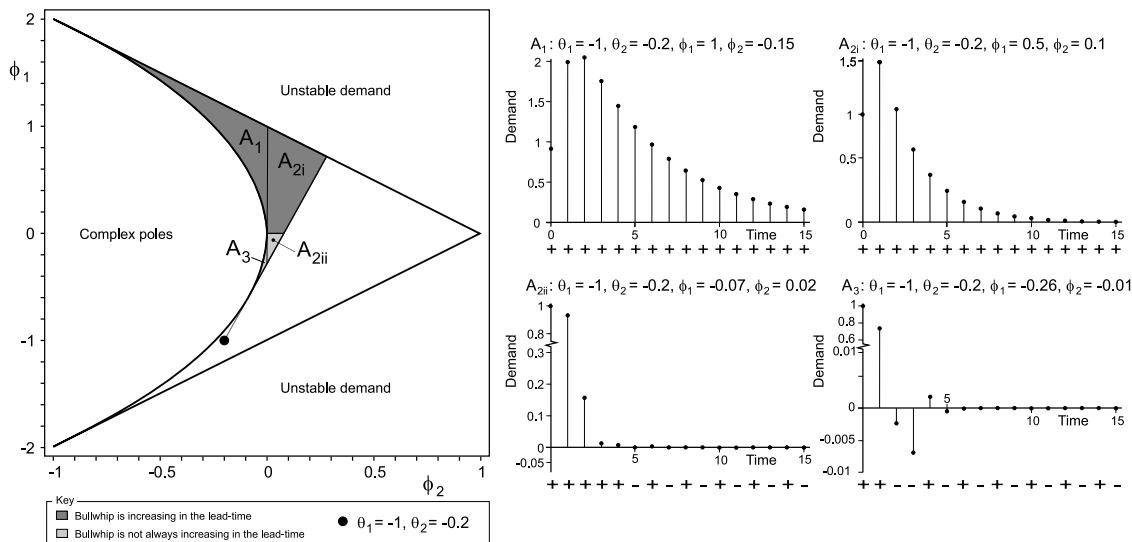 2
ϕ1
1
0
-1
-2
-1
-0.5
0
0.5
1
ϕ2
Unstable demand
A1
A2i
Complex poles
A3
A2ii
Unstable demand
Key
Bullwhip is increasing in the lead-time
Bullwhip is not always increasing in the lead-time
θ1= -1, θ2= -0.2
A1 : θ1= -1, θ2= -0.2, ϕ1= 1, ϕ2= -0.15
Demand
2
1.5
1
0.5
0
0 5 10 Time 15
+ + + + + + + + + + + + + + + +
A2i : θ1= -1, θ2= -0.2, ϕ1= 0.5, ϕ2= 0.1
Demand
1.5
1
1.5
0
0 5 10 Time 15
+ + + + + + + + + + + + + + + +
A2ii: θ1= -1, θ2= -0.2, ϕ1= -0.07, ϕ2= 0.02
Demand
1
0.8
0.3
0.2
0.1
0
-0.05
5 10 Time 15
+ + + + + - + - + - + - + - + -
A3 : θ1= -1, θ2= -0.2, ϕ1= -0.26, ϕ2= -0.01
Demand
1
0.8
0.6
0.01
0
-0.005
-0.01
5 10 Time 15
+ + - - + - + - + - + - + - + -